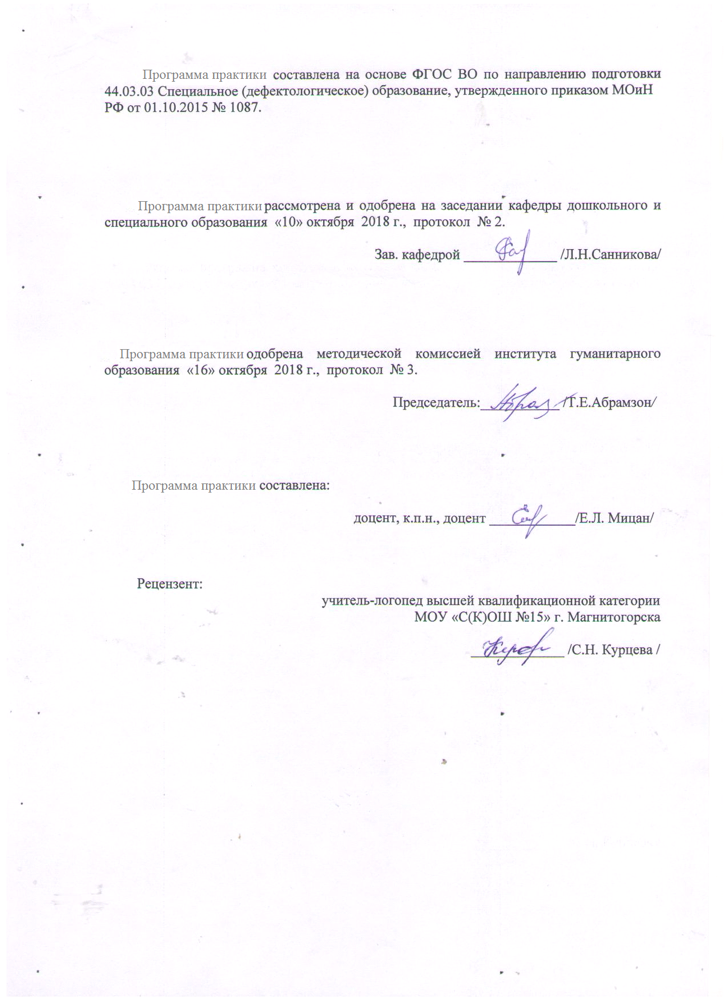 Программа практики составлена на основе ФГОС ВО по направлению подготовки
44.03.03 Специальное (дефектологическое) образование, утвержденного приказом МОиН
РФ от 01.10.2015 № 1087.
Программа практики рассмотрена и одобрена на заседании кафедры дошкольного и
специального образования «10» октября 2018 г., протокол № 2.
Зав. кафедрой _____________ /Л.Н.Санникова/
Программа практики одобрена методической комиссией института гуманитарного
образования «16» октября 2018 г., протокол № 3.
Председатель:___________ /Т.Е.Абрамзон/
Программа практики составлена:
доцент, к.п.н., доцент ____________/Е.Л. Мицан/
Рецензент:
учитель-логопед высшей квалификационной категории
МОУ «С(К)ОШ №15» г. Магнитогорска
_____________ /С.Н. Курцева /